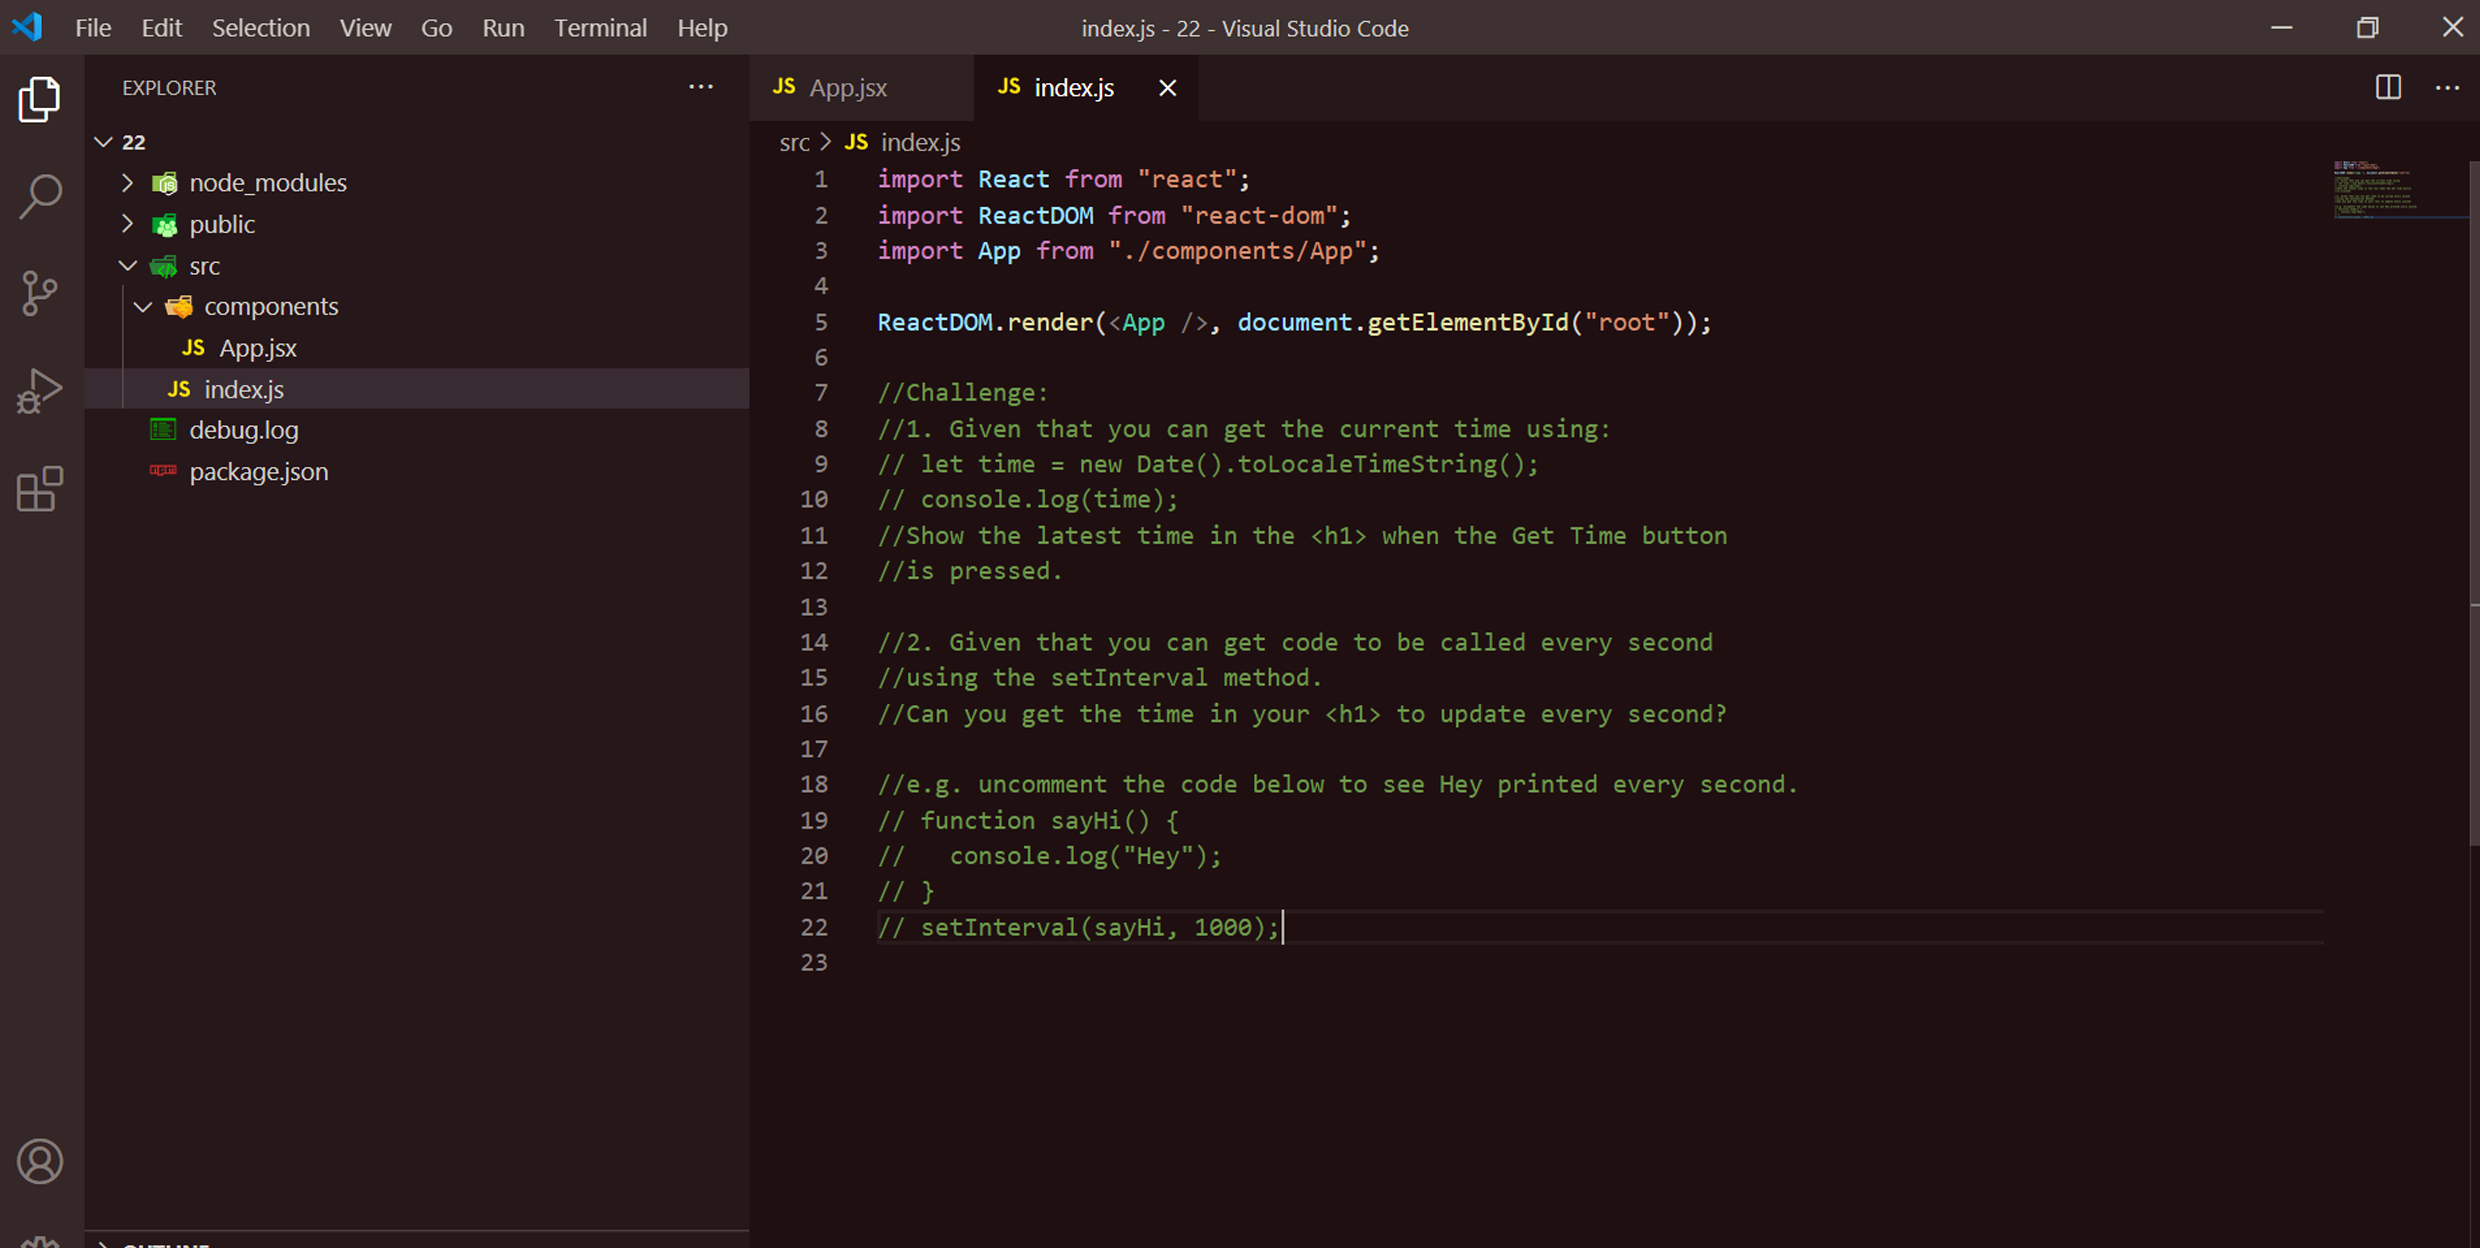 File Edit Selection View Go Run Terminal Help
index.js - 22 - Visual Studio Code
EXPLORER
22
node_modules
public
src
components
JS App.jsx
JS index.js
debug.log
package.json
JS App.jsx
JS index.js
src > JS index.js
1 import React from "react";
2 import ReactDOM from "react-dom";
3 import App from "./components/App";
4
5 ReactDOM.render(<App />, document.getElementById("root"));
6
7 //Challenge:
8 //1. Given that you can get the current time using:
9 // let time = new Date().toLocaleTimeString();
10 // console.log(time);
11 //Show the latest time in the <h1> when the Get Time button
12 //is pressed.
13
14 //2. Given that you can get code to be called every second
15 //using the setInterval method.
16 //Can you get the time in your <h1> to update every second?
17
18 //e.g. uncomment the code below to see Hey printed every second.
19 // function sayHi() {
20 //   console.log("Hey");
21 // }
22 // setInterval(sayHi, 1000);
23
OUTLINE